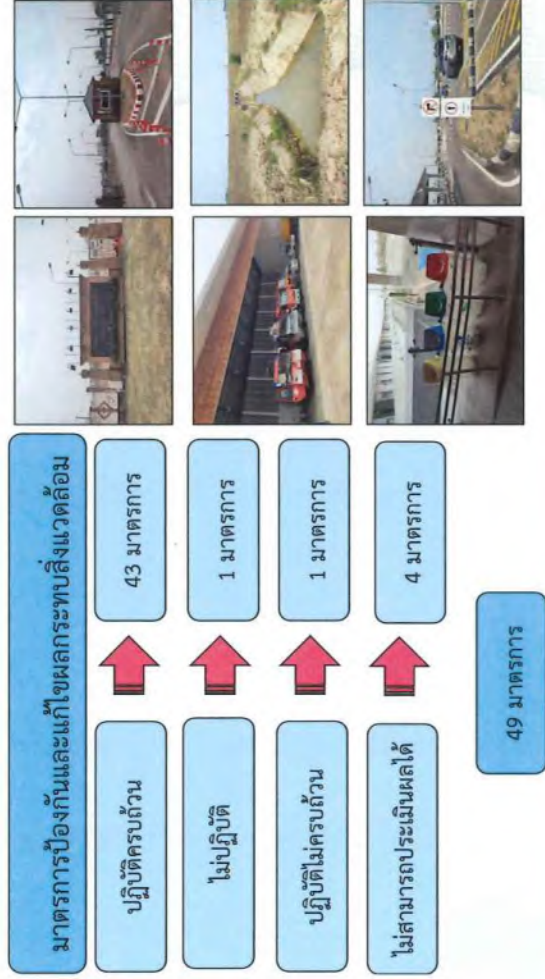 มาตรการป้องกันและแก้ไขผลกระทบสิ่งแวดล้อม
ปฏิบัติครบถ้วน
43 มาตรการ
ไม่ปฏิบัติ
1 มาตรการ
ปฏิบัติไม่ครบถ้วน
1 มาตรการ
ไม่สามารถประเมินผลได้
4 มาตรการ
49 มาตรการ